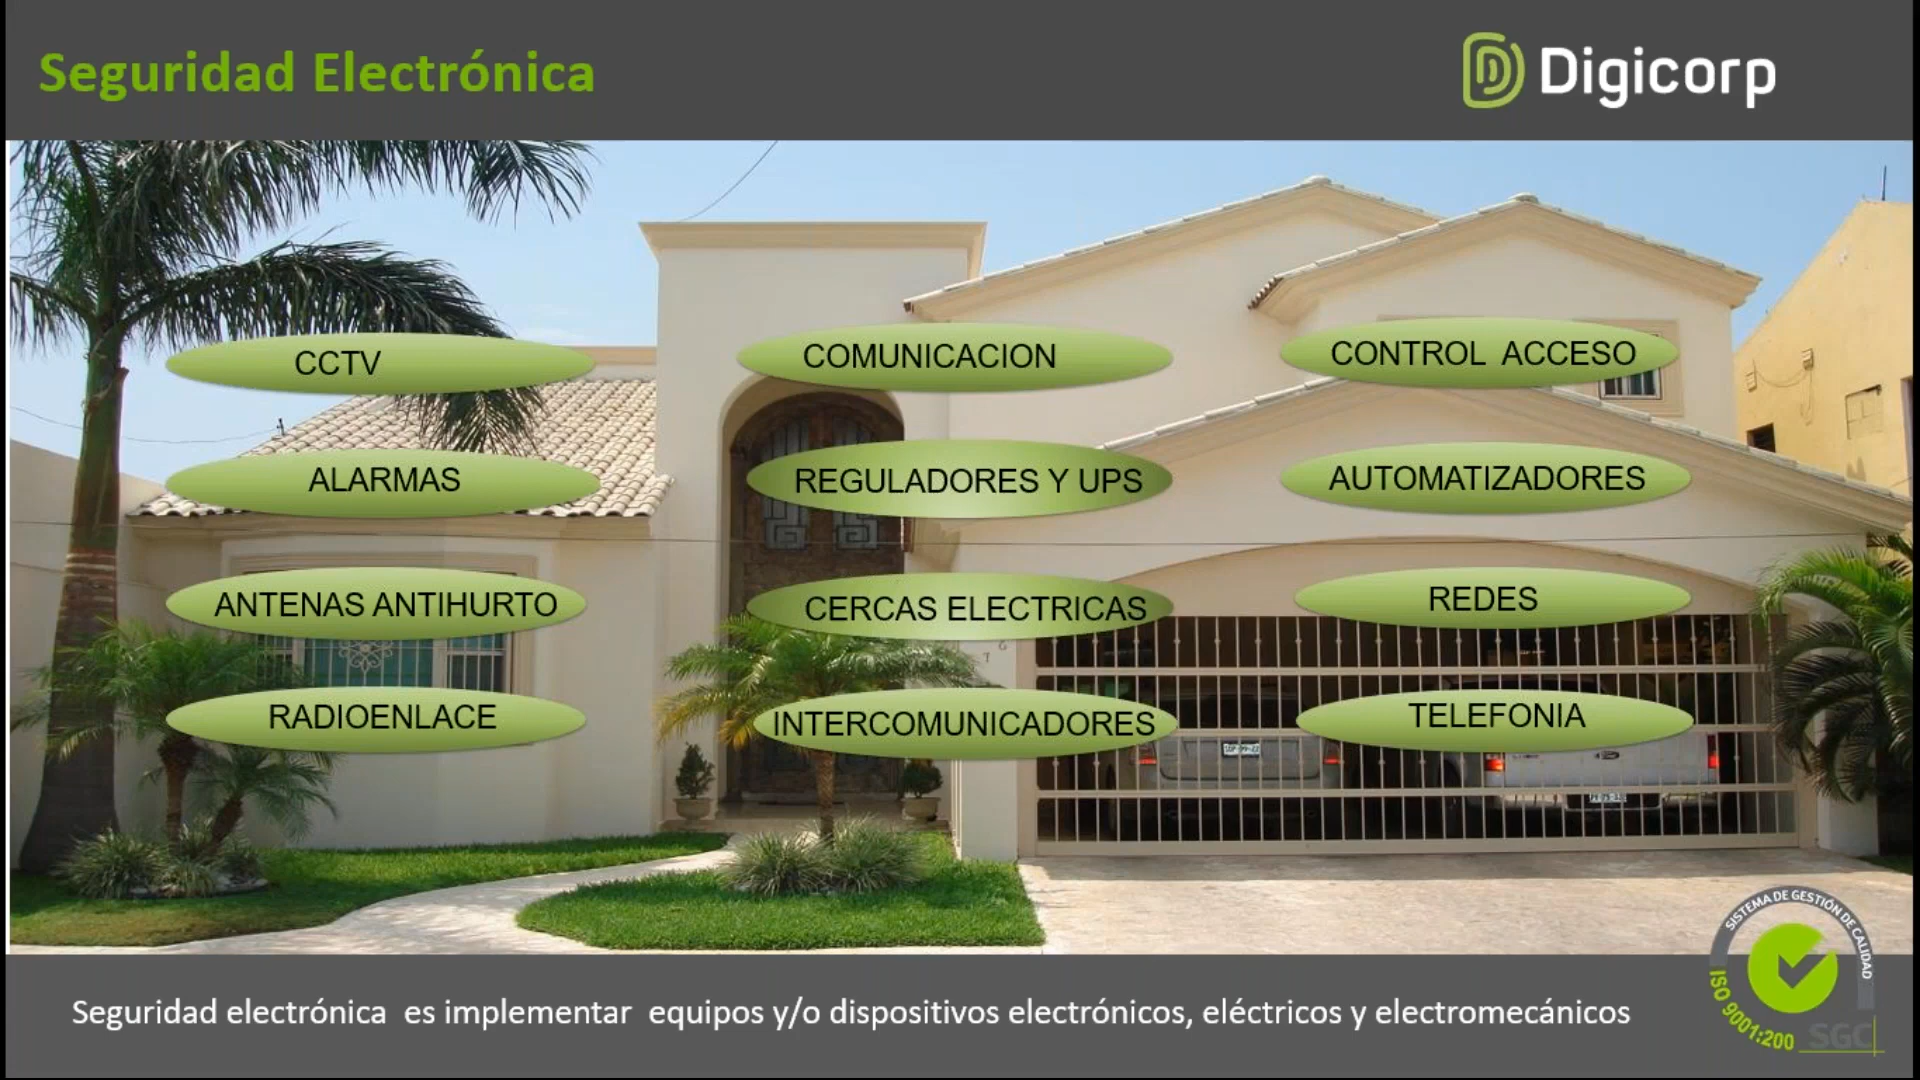 Seguridad Electrónica
Digicorp
CCTV
COMUNICACION
CONTROL ACCESO
ALARMAS
REGULADORES Y UPS
AUTOMATIZADORES
ANTENAS ANTIHURTO
CERCAS ELECTRICAS
REDES
RADIOENLACE
INTERCOMUNICADORES
TELEFONIA
SISTEMA DE GESTIÓN DE CALIDAD
ISO 9001:200
SGC
Seguridad electrónica es implementar equipos y/o dispositivos electrónicos, eléctricos y electromecánicos